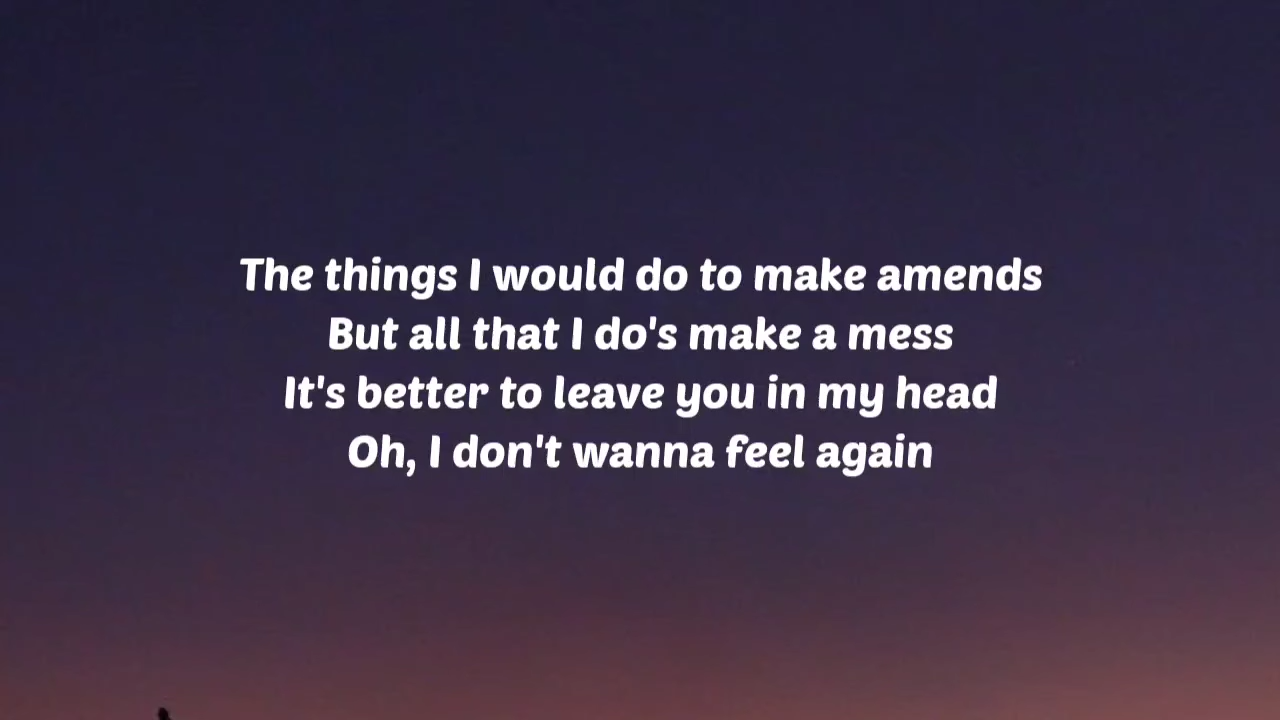 The things I would do to make amends
But all that I do's make a mess
It's better to leave you in my head
Oh, I don't wanna feel again